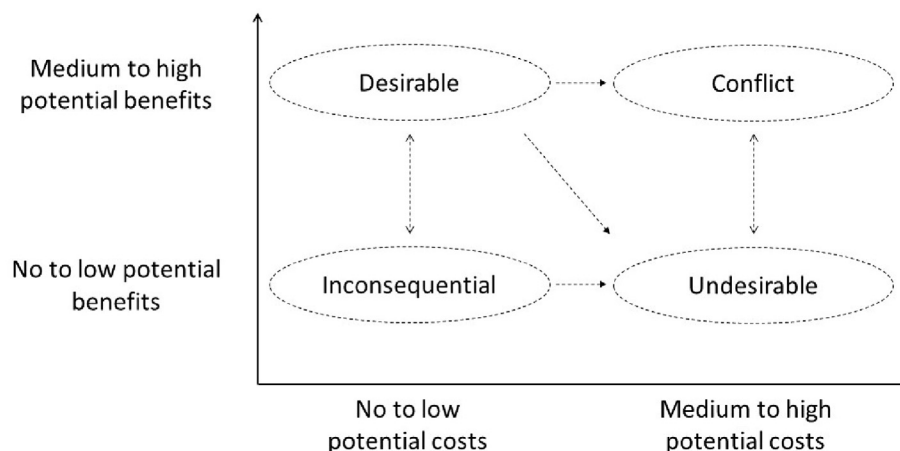 Medium to high
potential benefits
Desirable
Conflict
No to low potential
benefits
Inconsequential
Undesirable
No to low
potential costs
Medium to high
potential costs